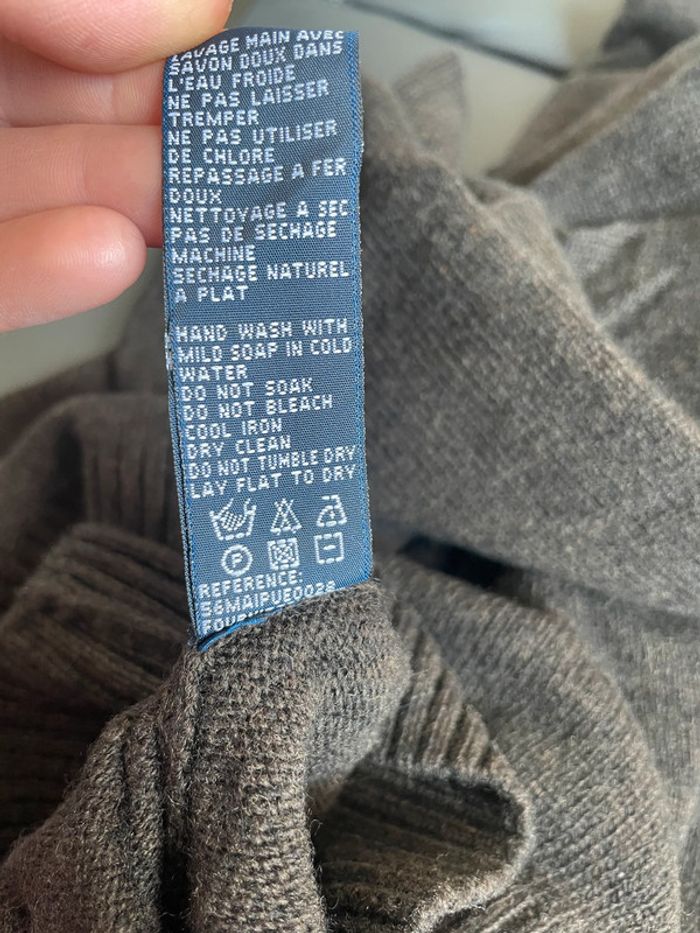 LAVAGE MAIN AVEC
SAVON DOUX DANS
L'EAU FROIDE
NE PAS LAISSER
TREMPER
NE PAS UTILISER
DE CHLORE
REPASSAGE A FER
DOUX
NETTOYAGE A SEC
PAS DE SECHAGE
MACHINE
SECHAGE NATUREL
A PLAT
HAND WASH WITH
MILD SOAP IN COLD
WATER
DO NOT SOAK
DO NOT BLEACH
COOL IRON
DRY CLEAN
DO NOT TUMBLE DRY
LAY FLAT TO DRY
P
REFERENCE:
S6MAIPUE0028